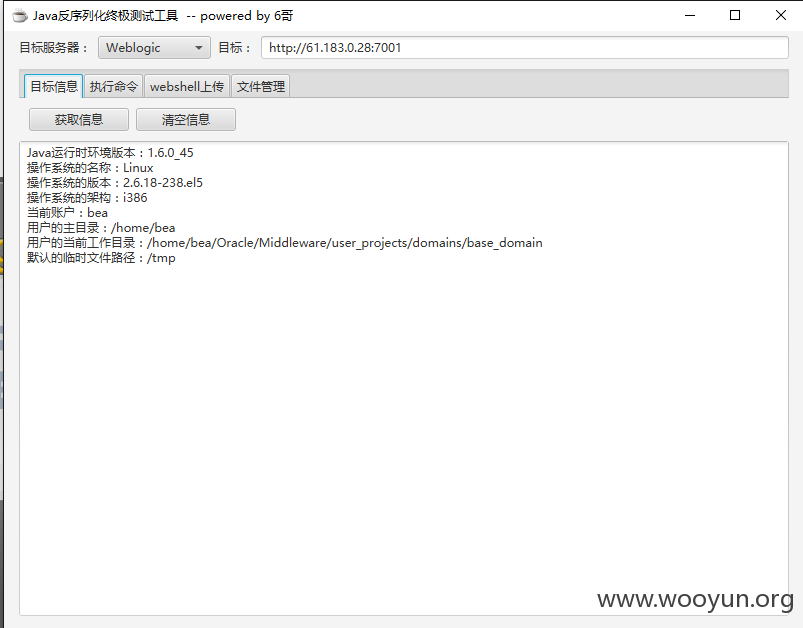 Java反序列化终极测试工具 -- powered by 6哥
目标服务器： Weblogic 目标： http://61.183.0.28:7001
目标信息 执行命令 webshell上传 文件管理
获取信息 清空信息
Java运行时环境版本：1.6.0_45
操作系统的名称：Linux
操作系统的版本：2.6.18-238.el5
操作系统的架构：i386
当前账户：bea
用户的主目录：/home/bea
用户的当前工作目录：/home/bea/Oracle/Middleware/user_projects/domains/base_domain
默认的临时文件路径：/tmp
www.wooyun.org